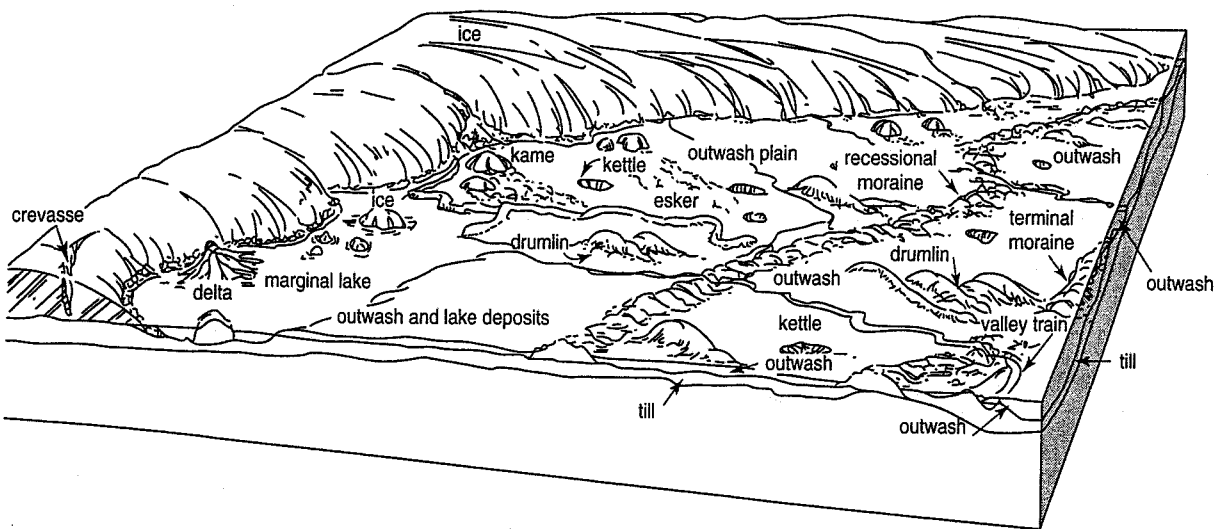 ice
kame
kettle
outwash plain
recessional
moraine
outwash
esker
ice
crevasse
terminal
moraine
drumlin
drumlin
marginal lake
delta
outwash
outwash
outwash and lake deposits
kettle
valley train
outwash
till
till
outwash